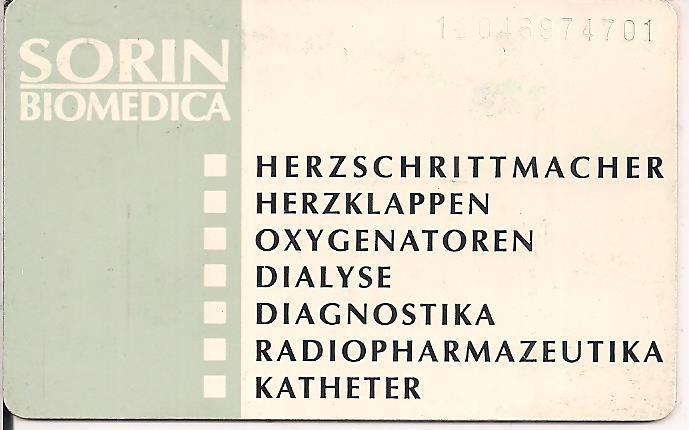 SORIN
BIOMEDICA
HERZSCHRITTMACHER
HERZKLAPPEN
OXYGENATOREN
DIALYSE
DIAGNOSTIKA
RADIOPHARMAZEUTIKA
KATHETER